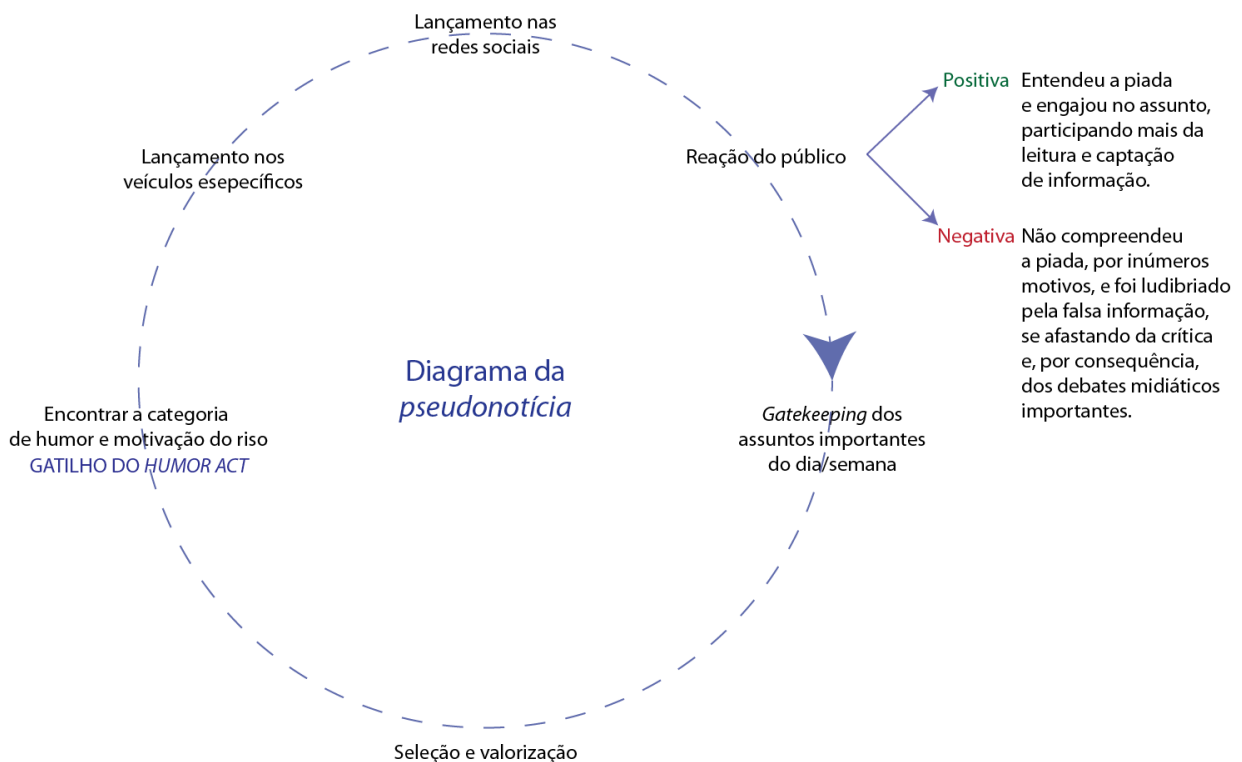 Lançamento nas
redes sociais
Positiva
Entendeu a piada
e engajou no assunto,
participando mais da
leitura e captação
de informação.
Lançamento nos
veículos esepecíficos
Reação do público
Negativa
Não compreendeu
a piada, por inúmeros
motivos, e foi ludibriado
pela falsa informação,
se afastando da crítica
e, por consequência,
dos debates midiáticos
importantes.
Diagrama da
pseudonotícia
Encontrar a categoria
de humor e motivação do riso
GATILHO DO HUMOR ACT
Gatekeeping dos
assuntos importantes
do dia/semana
Seleção e valorização